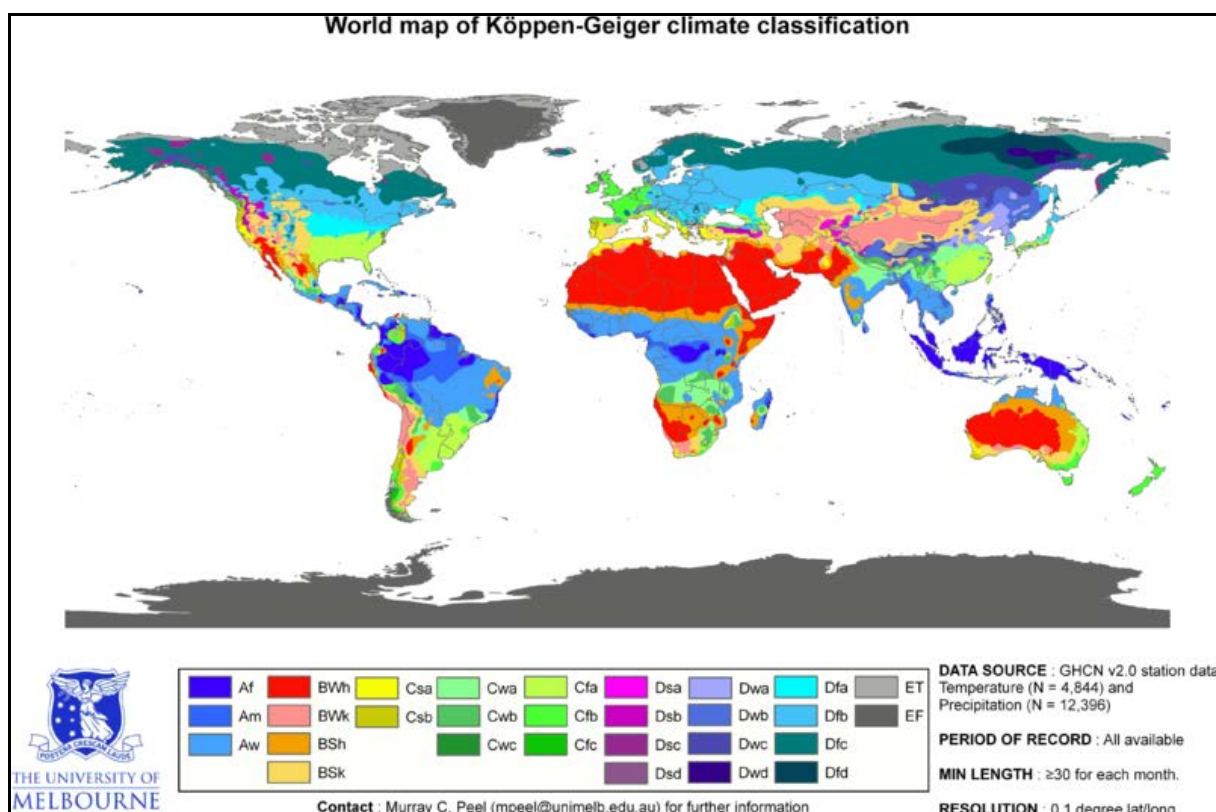 World map of Köppen-Geiger climate classification
THE UNIVERSITY OF
MELBOURNE
POSTERA CRESCAM LAUDE
Af
BWh
Csa
Cwa
Cfa
Dsa
Dwa
Dfa
ET
Am
BWk
Csb
Cwb
Cfb
Dsb
Dwb
Dfb
EF
Aw
BSh
Cwc
Cfc
Dsc
Dwc
Dfc
BSk
Dsd
Dwd
Dfd
DATA SOURCE : GHCN v2.0 station data
Temperature (N = 4,844) and
Precipitation (N = 12,396)
PERIOD OF RECORD : All available
MIN LENGTH : ≥30 for each month.
RESOLUTION : 0.1 degree lat/long
Contact : Murray C. Peel (mpeel@unimelb.edu.au) for further information